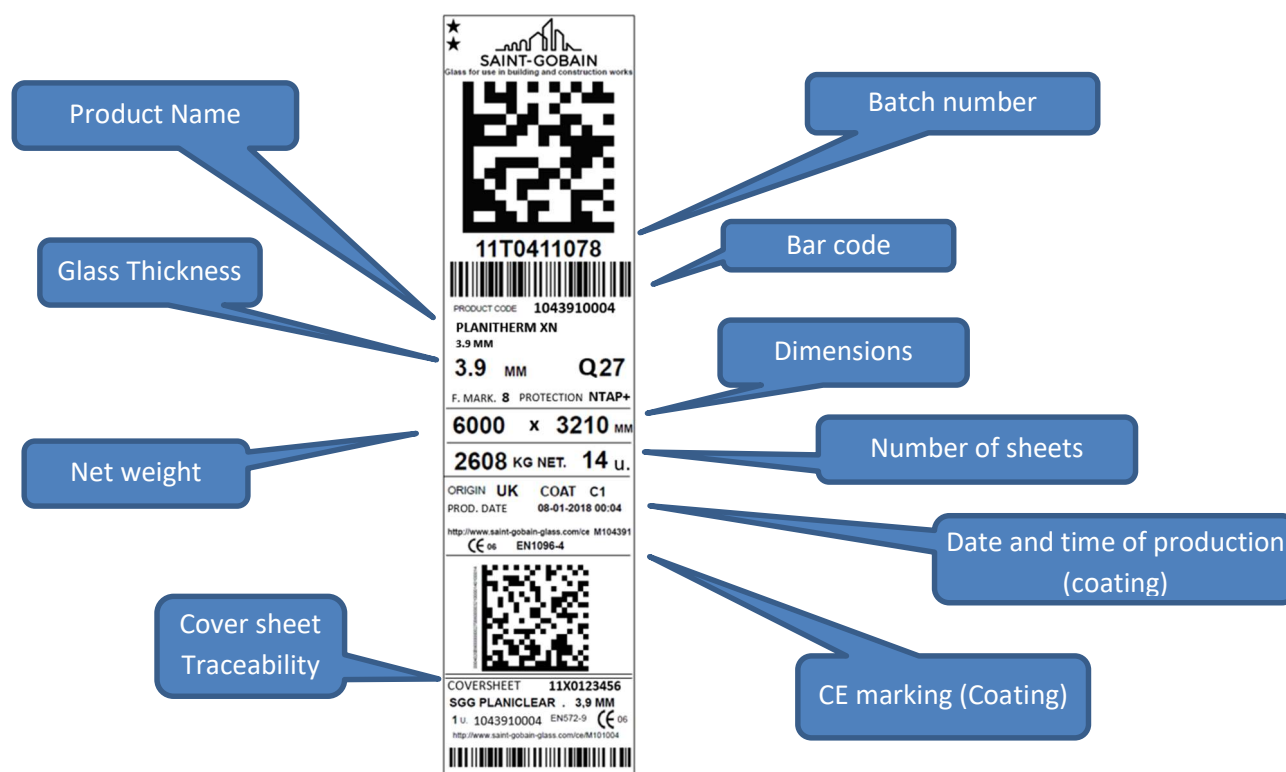 SAINT-GOBAIN
Glass for use in building and construction works
11T0411078
PRODUCT CODE 1043910004
PLANITHERM XN
3.9 MM
3.9 MM Q27
F. MARK. 8 PROTECTION NTAP+
6000 x 3210 MM
2608 KG NET. 14 u.
ORIGIN UK COAT C1
PROD. DATE 08-01-2018 00:04
http://www.saint-gobain-glass.com/ce M104391
CE 06 EN1096-4
COVERSHEET 11X0123456
SGG PLANICLEAR . 3,9 MM
1 u. 1043910004 EN572-9 CE 06
http://www.saint-gobain-glass.com/ce/M101004
Product Name
Glass Thickness
Net weight
Cover sheet
Traceability
Batch number
Bar code
Dimensions
Number of sheets
Date and time of production
(coating)
CE marking (Coating)